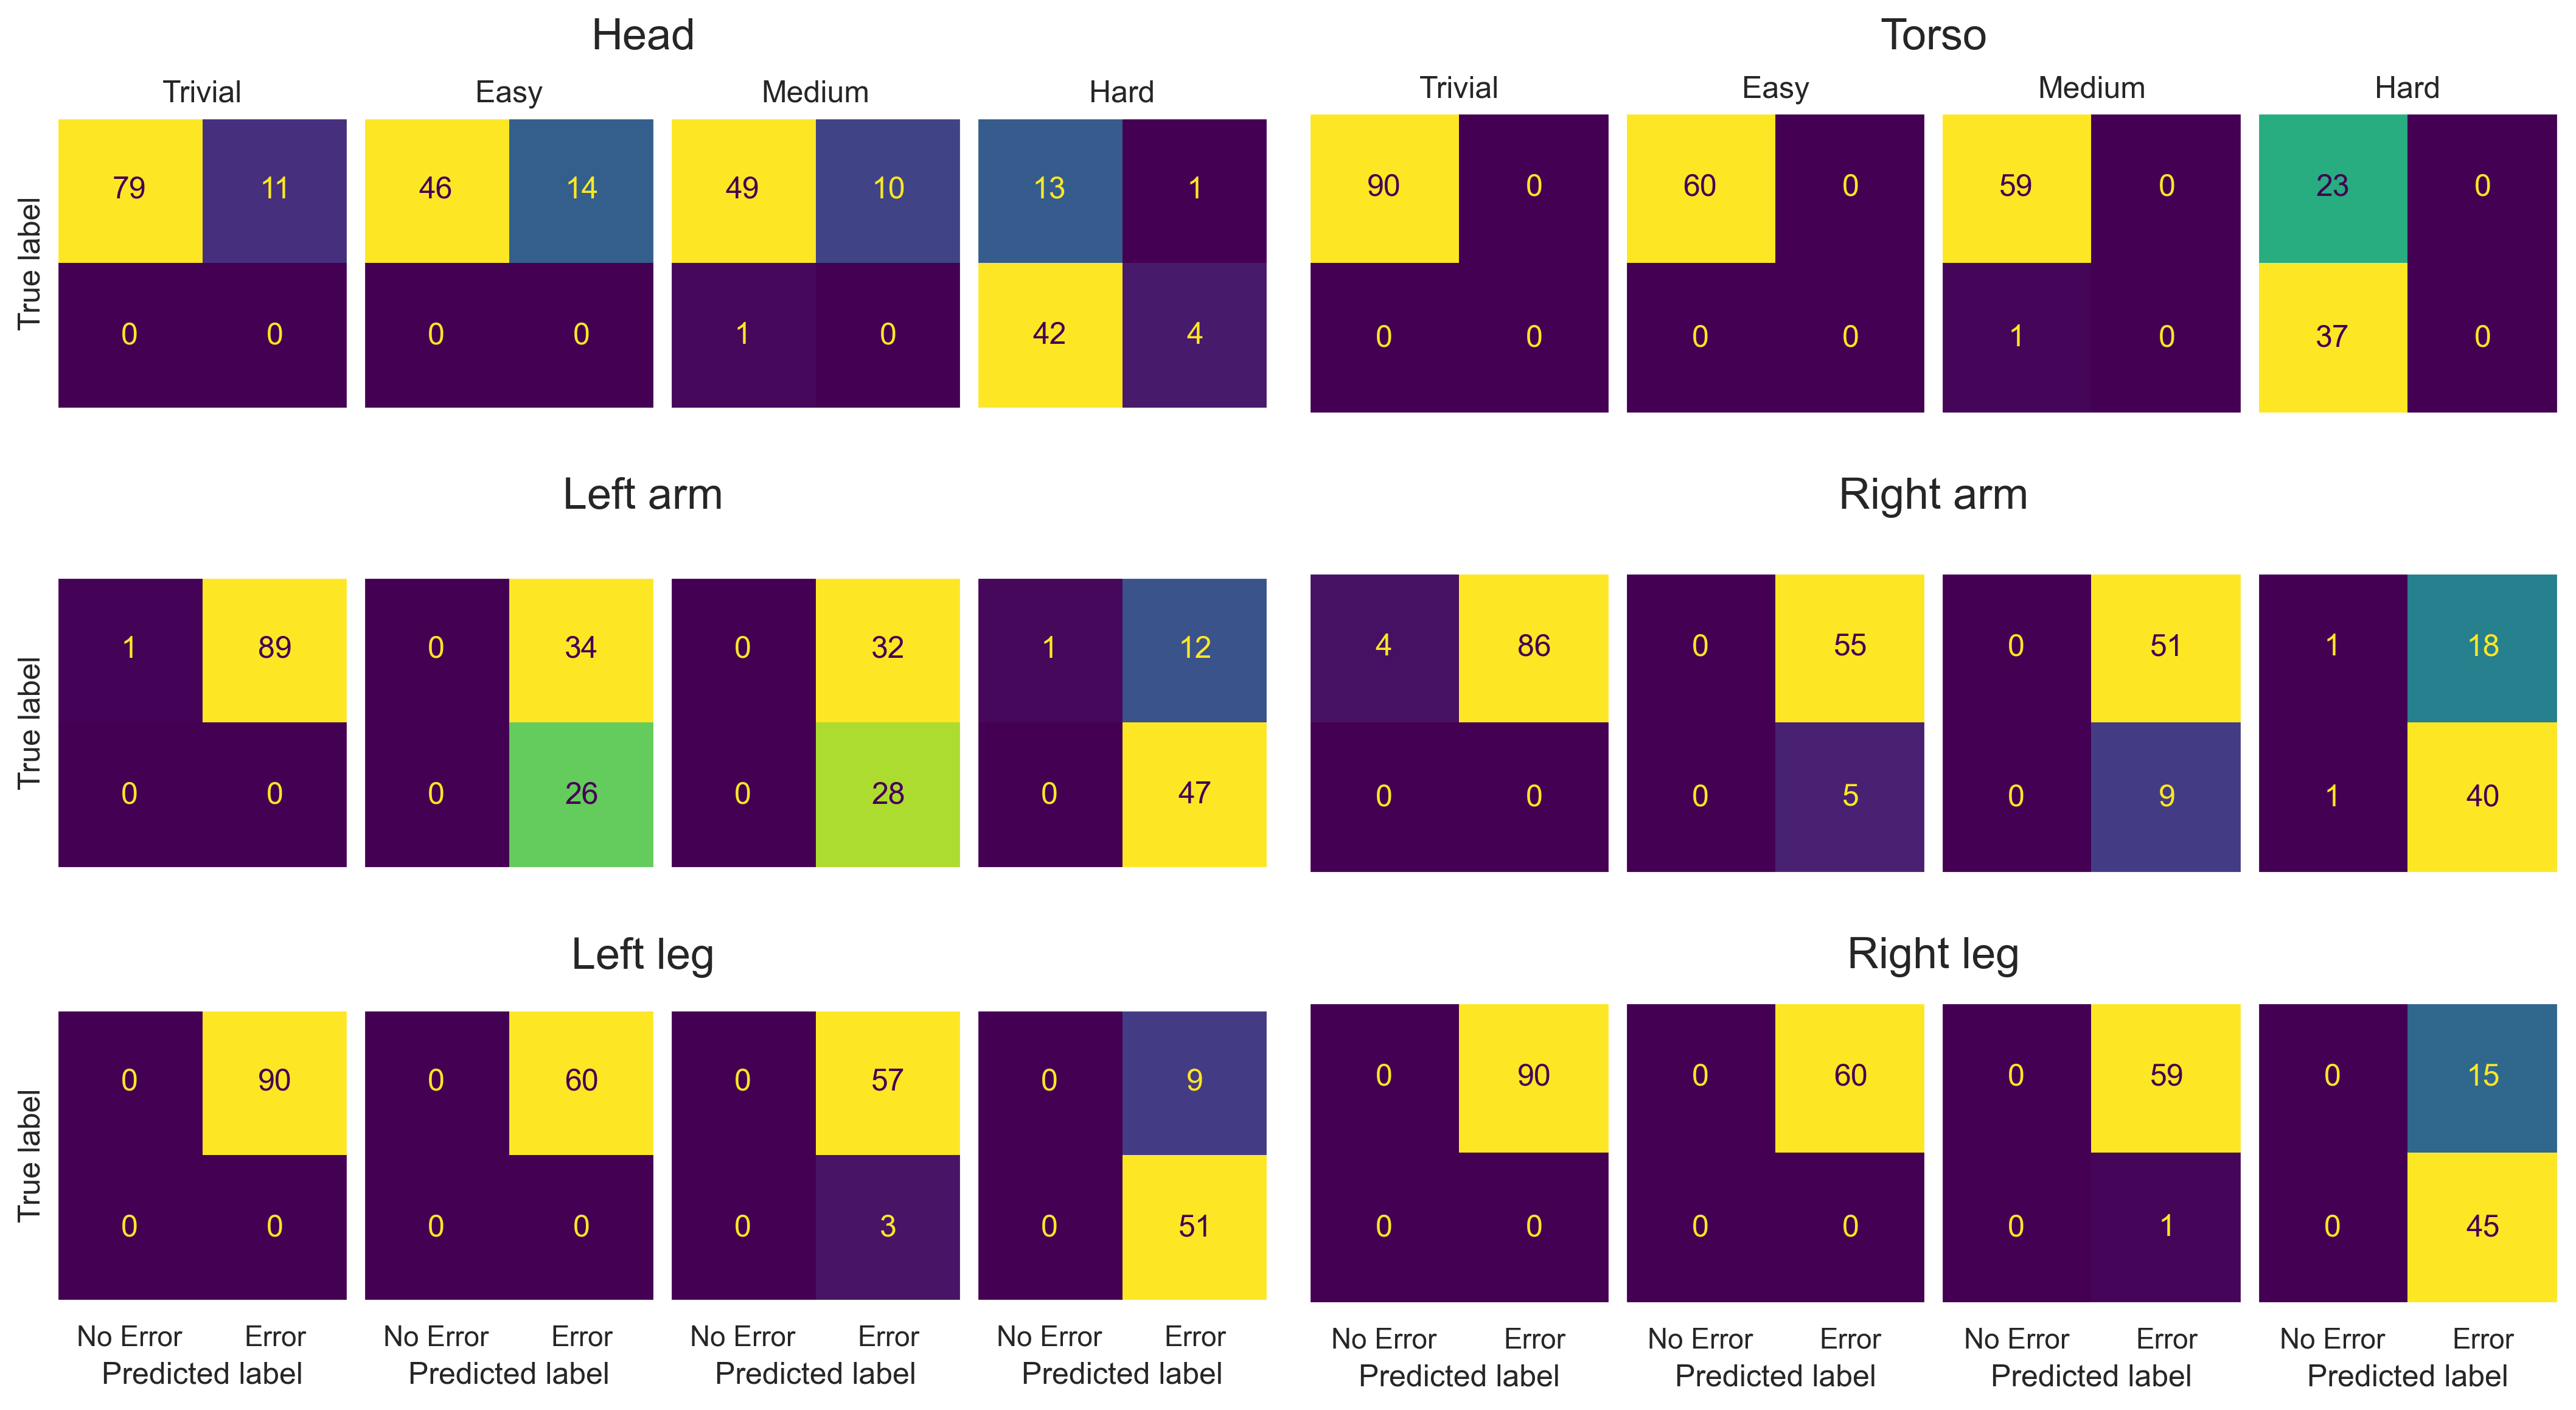 Head
Torso
Trivial Easy Medium Hard
Trivial Easy Medium Hard
True label
79 11 46 14 49 10 13 1
90 0 60 0 59 0 23 0
0 0 0 0 1 0 42 4
0 0 0 0 1 0 37 0
Left arm
Right arm
True label
1 89 0 34 0 32 1 12
4 86 0 55 0 51 1 18
0 0 0 26 0 28 0 47
0 0 0 5 0 9 1 40
Left leg
Right leg
True label
0 90 0 60 0 57 0 9
0 90 0 60 0 59 0 15
0 0 0 0 0 3 0 51
0 0 0 0 0 1 0 45
No Error Error No Error Error No Error Error No Error Error
No Error Error No Error Error No Error Error No Error Error
Predicted label Predicted label Predicted label Predicted label
Predicted label Predicted label Predicted label Predicted label